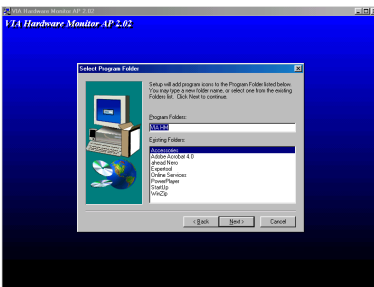 VIA Hardware Monitor AP 2.02
VIA Hardware Monitor AP 2.02
Select Program Folder
Setup will add program icons to the Program Folder listed below.
You may type a new folder name, or select one from the existing
Folders list. Click Next to continue.
Program Folders:
VIA HM
Existing Folders:
Accessories
Adobe Acrobat 4.0
ahead Nero
Expertool
Online Services
PowerPlayer
StartUp
WinZip
< Back
Next >
Cancel